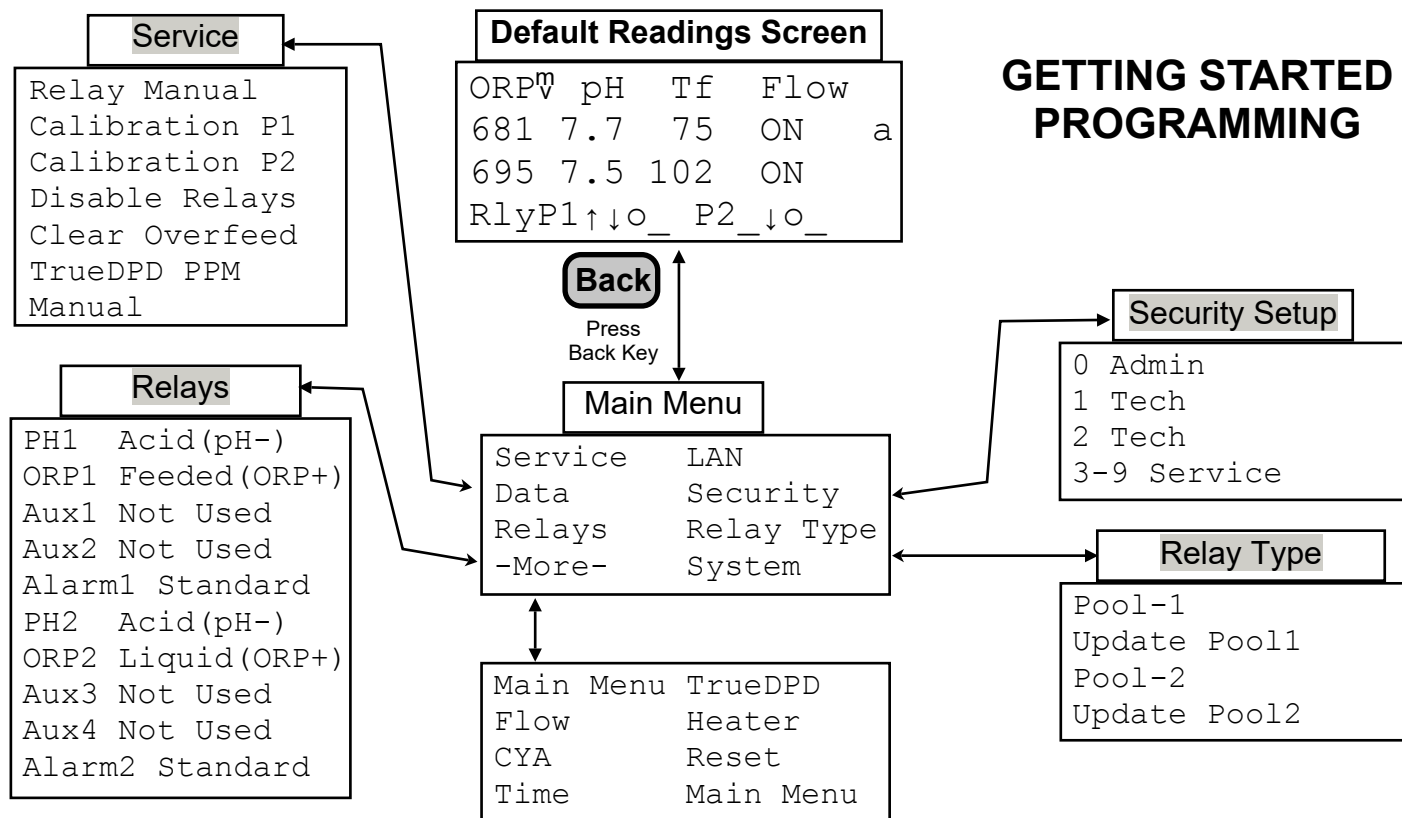 Service
Relay Manual
Calibration P1
Calibration P2
Disable Relays
Clear Overfeed
TrueDPD PPM
Manual
Default Readings Screen
ORPmV pH Tf Flow
681 7.7 75 ON a
695 7.5 102 ON
RlyP1↑↓o_ P2_↓o_
GETTING STARTED
PROGRAMMING
Back
Press
Back Key
Relays
PH1 Acid(pH-)
ORP1 Feeded(ORP+)
Aux1 Not Used
Aux2 Not Used
Alarm1 Standard
PH2 Acid(pH-)
ORP2 Liquid(ORP+)
Aux3 Not Used
Aux4 Not Used
Alarm2 Standard
Main Menu
Service LAN
Data Security
Relays Relay Type
-More- System
Main Menu TrueDPD
Flow Heater
CYA Reset
Time Main Menu
Security Setup
0 Admin
1 Tech
2 Tech
3-9 Service
Relay Type
Pool-1
Update Pool1
Pool-2
Update Pool2